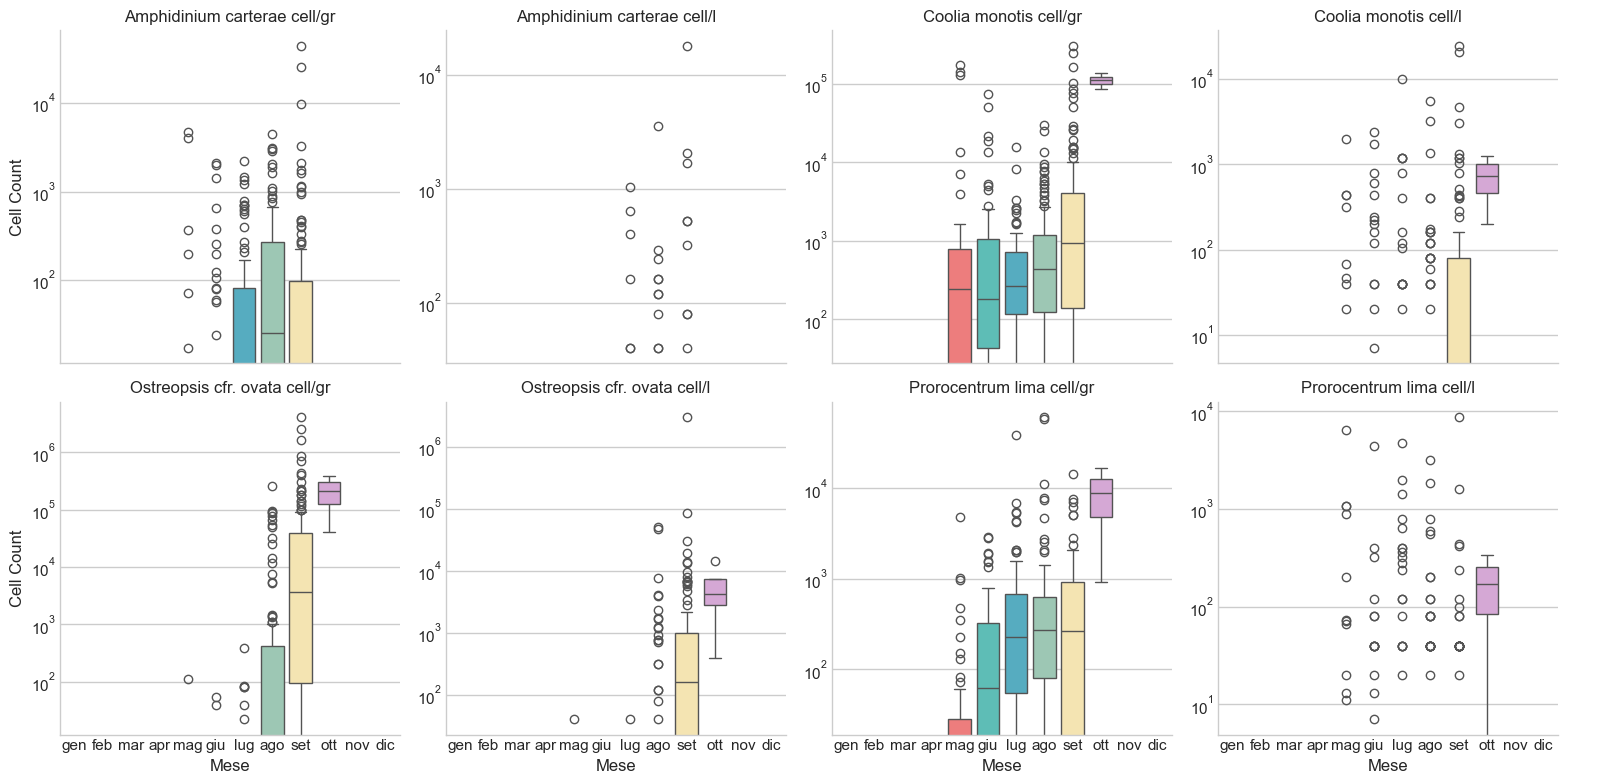 Amphidinium carterae cell/gr
Amphidinium carterae cell/l
Coolia monotis cell/gr
Coolia monotis cell/l
Cell Count
10^4
10^3
10^2
10^4
10^3
10^2
10^5
10^4
10^3
10^2
10^4
10^3
10^2
10^1
Ostreopsis cfr. ovata cell/gr
Ostreopsis cfr. ovata cell/l
Prorocentrum lima cell/gr
Prorocentrum lima cell/l
Cell Count
10^6
10^5
10^4
10^3
10^2
10^6
10^5
10^4
10^3
10^2
10^4
10^3
10^2
10^4
10^3
10^2
10^1
gen feb mar apr mag giu lug ago set ott nov dic
gen feb mar apr mag giu lug ago set ott nov dic
gen feb mar apr mag giu lug ago set ott nov dic
gen feb mar apr mag giu lug ago set ott nov dic
Mese
Mese
Mese
Mese